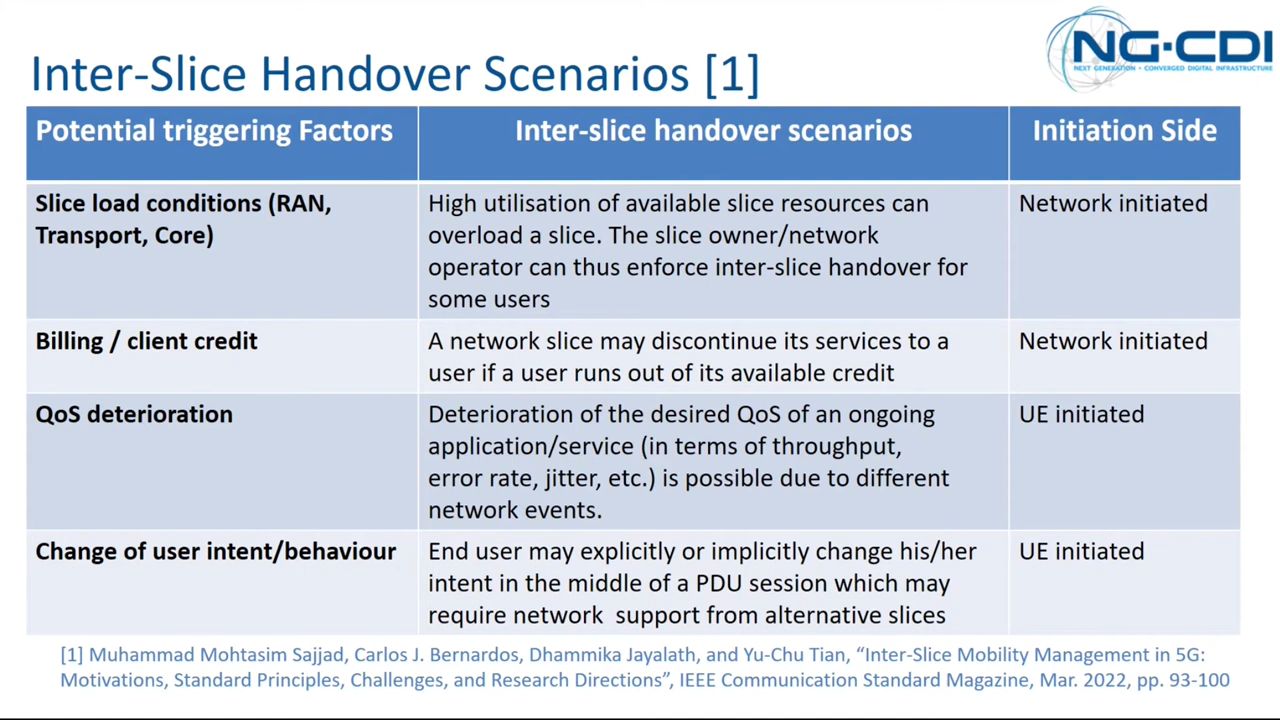 NG-CDI
NEXT GENERATION • CONVERGED DIGITAL INFRASTRUCTURE
Inter-Slice Handover Scenarios [1]
Potential triggering Factors
Inter-slice handover scenarios
Initiation Side
Slice load conditions (RAN,
Transport, Core)
High utilisation of available slice resources can
overload a slice. The slice owner/network
operator can thus enforce inter-slice handover for
some users
Network initiated
Billing / client credit
A network slice may discontinue its services to a
user if a user runs out of its available credit
Network initiated
QoS deterioration
Deterioration of the desired QoS of an ongoing
application/service (in terms of throughput,
error rate, jitter, etc.) is possible due to different
network events.
UE initiated
Change of user intent/behaviour
End user may explicitly or implicitly change his/her
intent in the middle of a PDU session which may
require network  support from alternative slices
UE initiated
[1] Muhammad Mohtasim Sajjad, Carlos J. Bernardos, Dhammika Jayalath, and Yu-Chu Tian, “Inter-Slice Mobility Management in 5G:
Motivations, Standard Principles, Challenges, and Research Directions”, IEEE Communication Standard Magazine, Mar. 2022, pp. 93-100